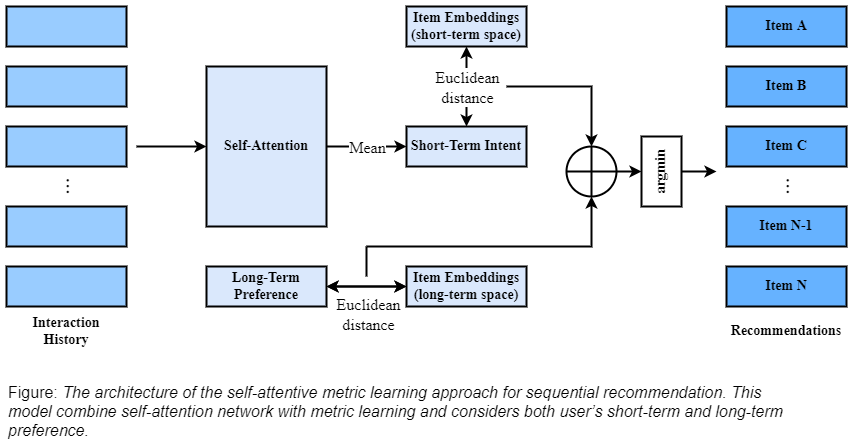 Item Embeddings
(short-term space)
Item A
Euclidean
distance
Item B
Self-Attention
Mean
Short-Term Intent
argmin
Item C
⋮
⋮
Item N-1
Long-Term
Preference
Item Embeddings
(long-term space)
Item N
Euclidean
distance
Interaction
History
Recommendations
Figure: The architecture of the self-attentive metric learning approach for sequential recommendation. This
model combine self-attention network with metric learning and considers both user's short-term and long-term
preference.